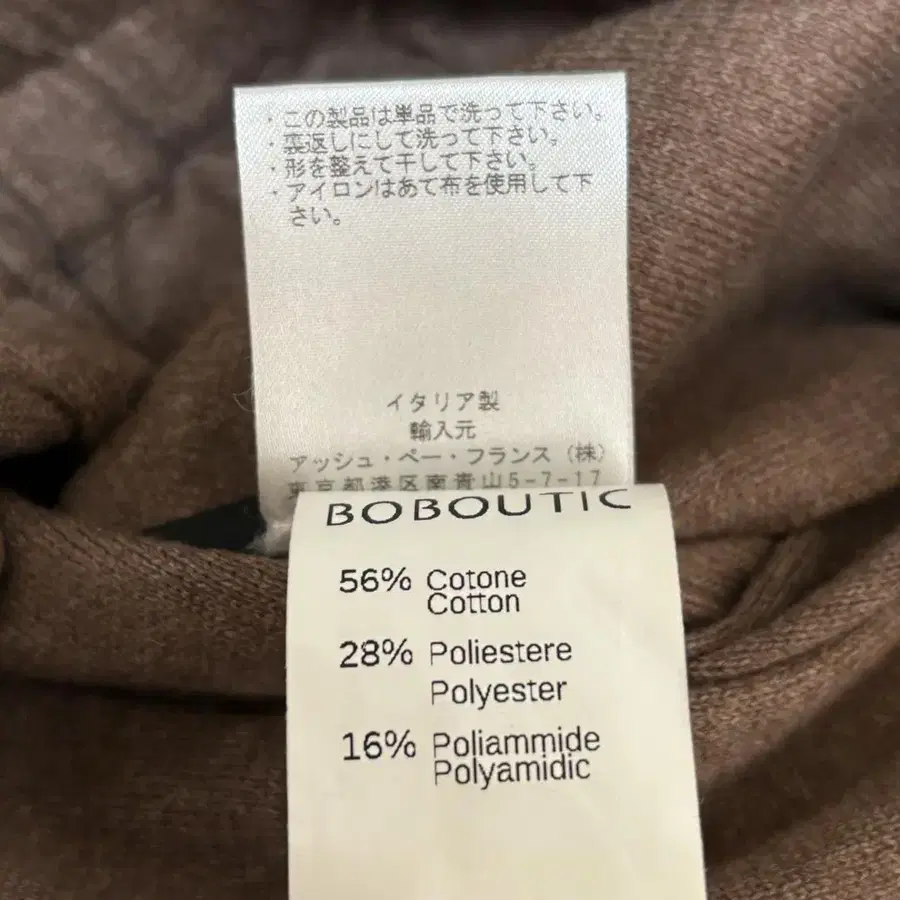 ・この製品は単品で洗って下さい。
・裏返しにして洗って下さい。
・形を整えて干して下さい。
・アイロンはあて布を使用して下
さい。
イタリア製
輸入元
アッシュ・ペー・フランス（株）
東京都港区南青山5-7-17
BOBOUTIC
56% Cotone
Cotton
28% Poliestere
Polyester
16% Poliammide
Polyamidic